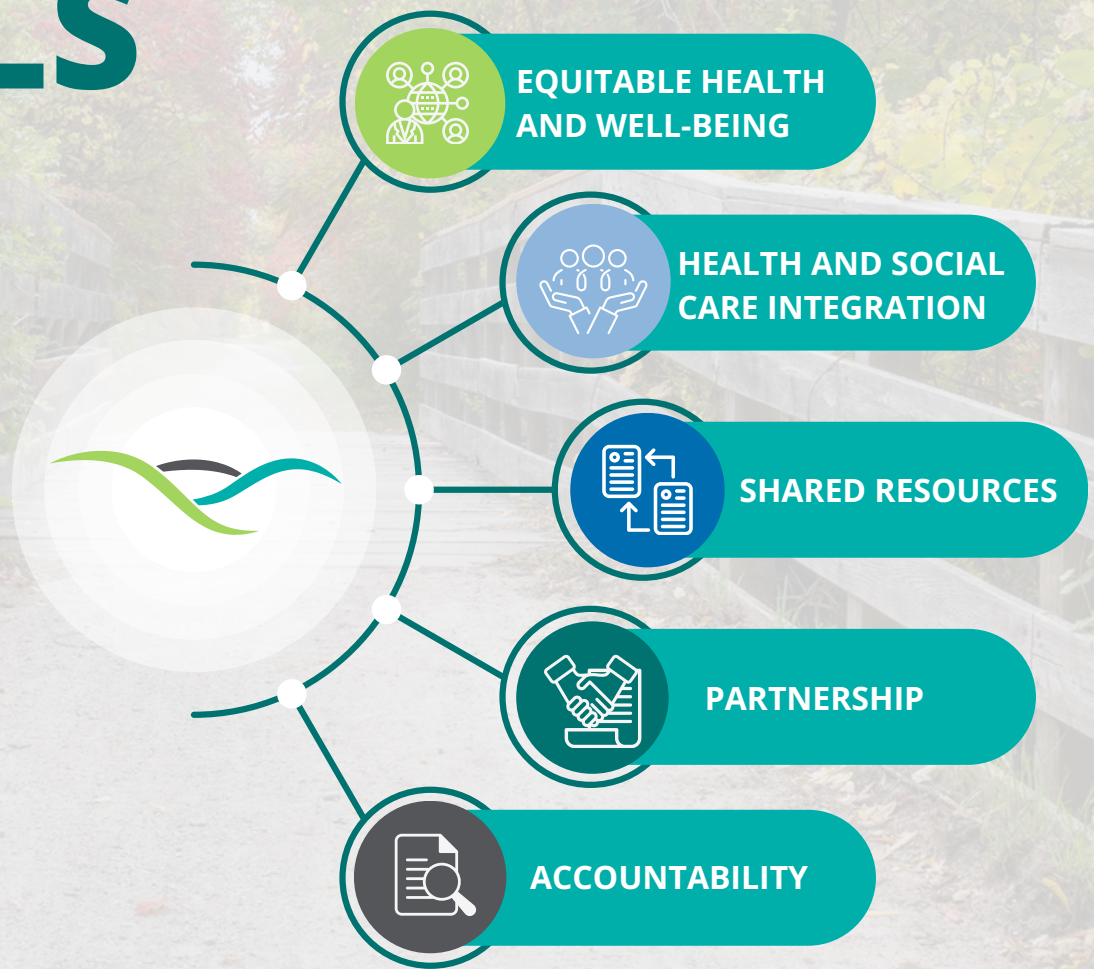 LS
EQUITABLE HEALTH
AND WELL-BEING
HEALTH AND SOCIAL
CARE INTEGRATION
SHARED RESOURCES
PARTNERSHIP
ACCOUNTABILITY